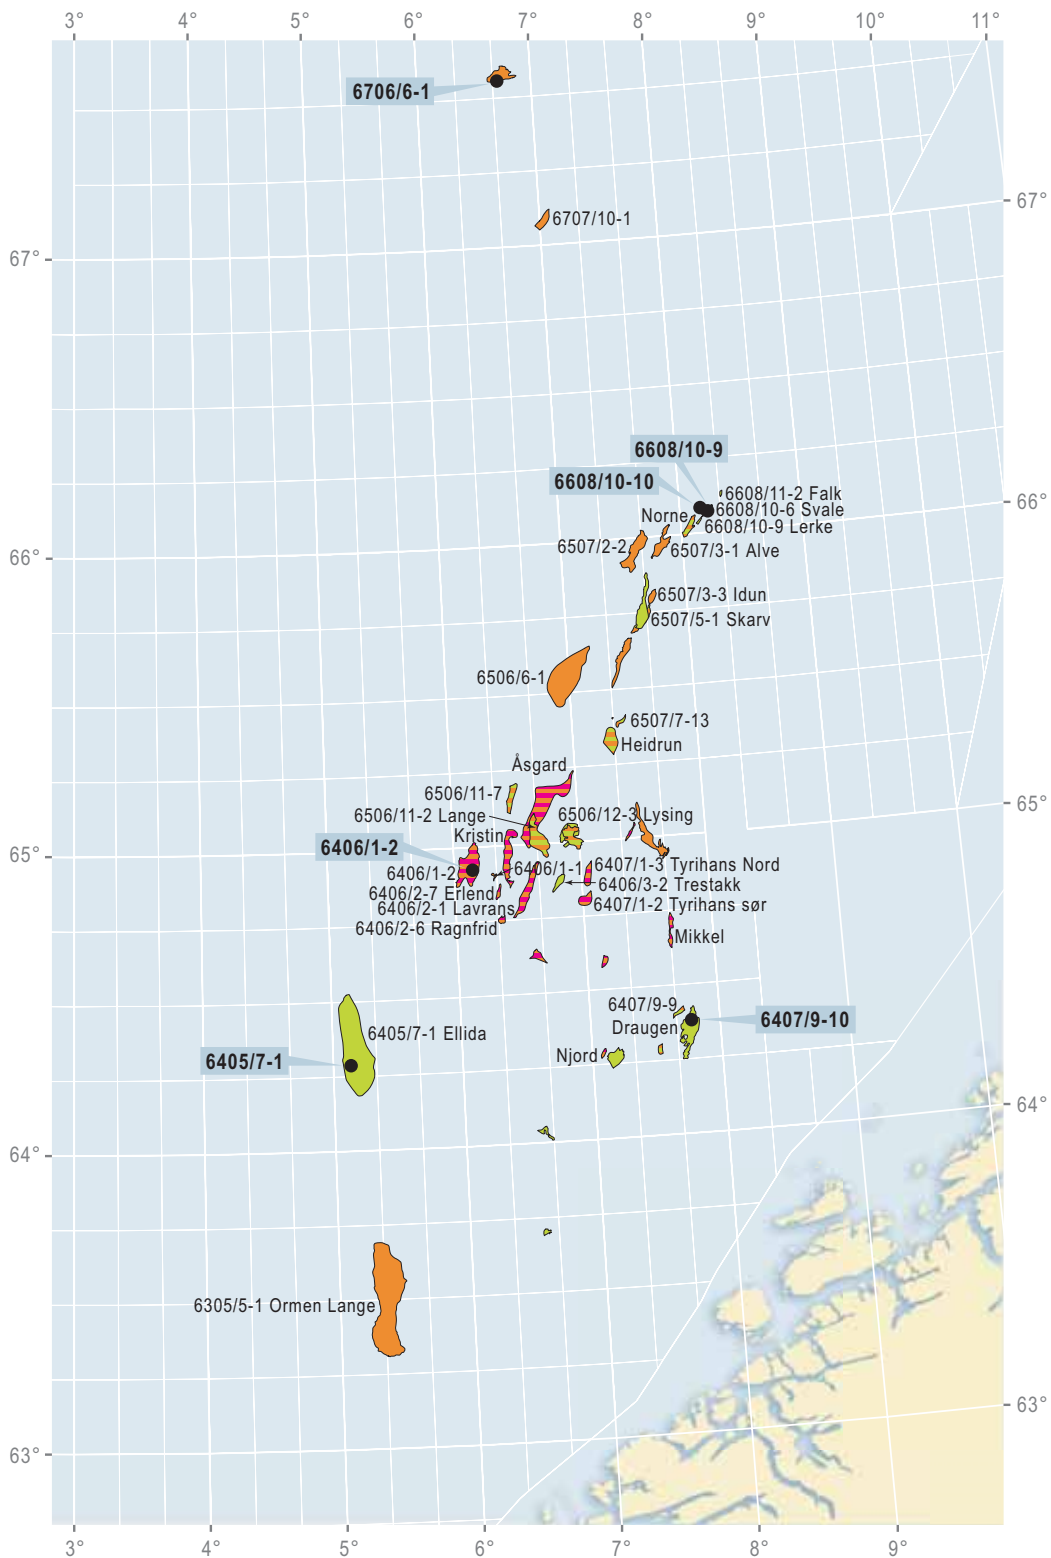 3° 4° 5° 6° 7° 8° 9° 10° 11°
6706/6-1
67°
6707/10-1
67°
6608/10-9
6608/10-10
6608/11-2 Falk
66°
6608/10-6 Svale
Norne
6608/10-9 Lerke
6507/2-2
6507/3-1 Alve
66°
6507/3-3 Idun
6507/5-1 Skarv
6506/6-1
6507/7-13
Heidrun
Åsgard
6506/11-7
65°
6506/11-2 Lange
6506/12-3 Lysing
Kristin
6406/1-2
65°
6406/1-2
6406/1-1
6407/1-3 Tyrihans Nord
6406/3-2 Trestakk
6406/2-7 Erlend
6407/1-2 Tyrihans sør
6406/2-1 Lavrans
6406/2-6 Ragnfrid
Mikkel
6407/9-9
6407/9-10
Draugen
6405/7-1 Ellida
Njord
6405/7-1
64°
64°
6305/5-1 Ormen Lange
63°
63°
3° 4° 5° 6° 7° 8° 9°